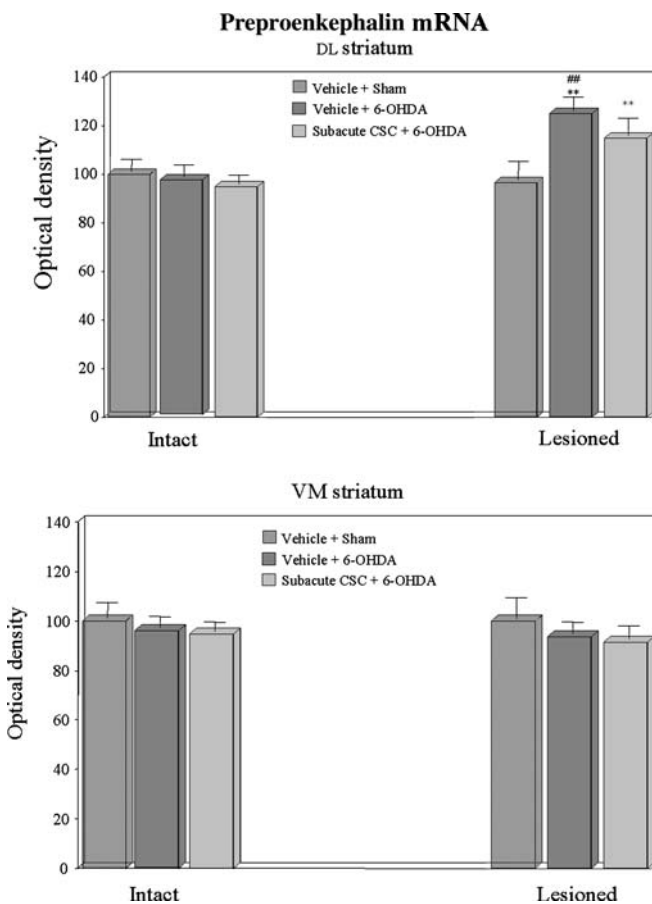 Preproenkephalin mRNA
DL striatum
140
120
100
80
60
40
20
0
Optical density
Vehicle + Sham
Vehicle + 6-OHDA
Subacute CSC + 6-OHDA
##
**
**
Intact
Lesioned
VM striatum
140
120
100
80
60
40
20
0
Optical density
Vehicle + Sham
Vehicle + 6-OHDA
Subacute CSC + 6-OHDA
Intact
Lesioned